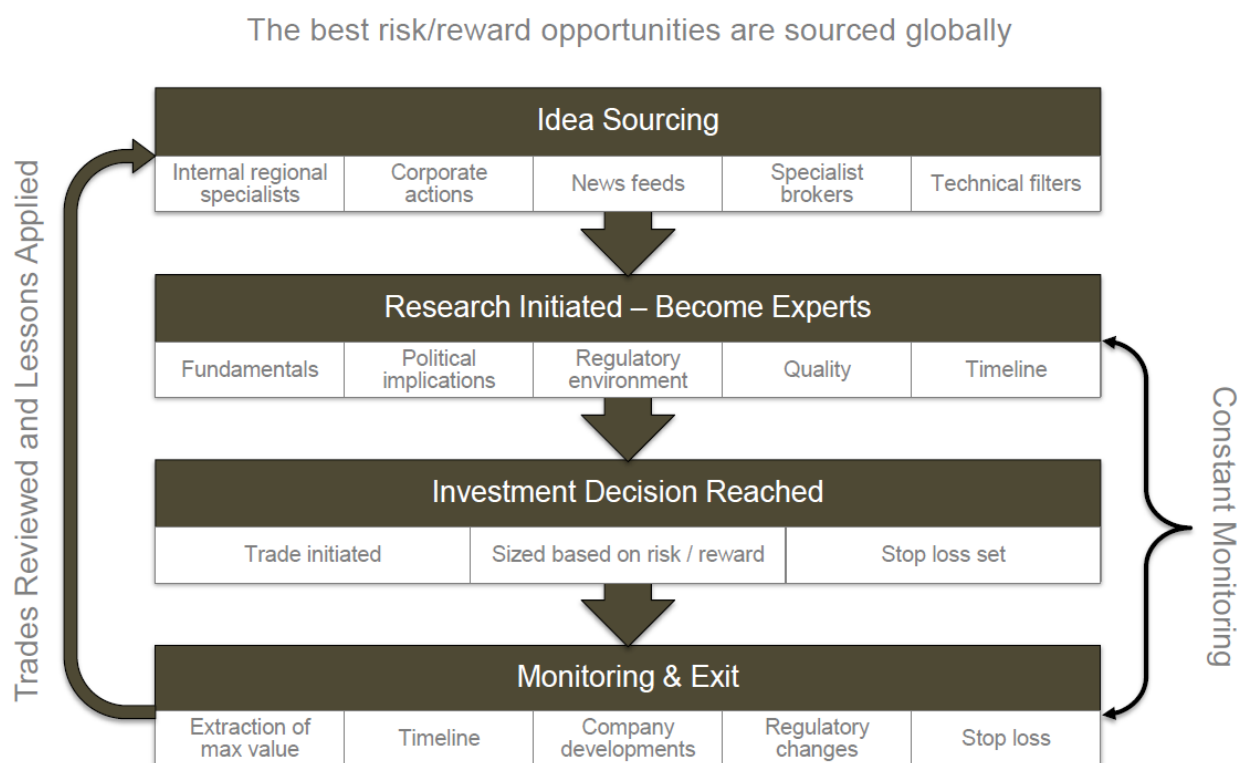 The best risk/reward opportunities are sourced globally
Idea Sourcing
Internal regional
specialists
Corporate
actions
News feeds
Specialist
brokers
Technical filters
Research Initiated – Become Experts
Fundamentals
Political
implications
Regulatory
environment
Quality
Timeline
Investment Decision Reached
Trade initiated
Sized based on risk / reward
Stop loss set
Monitoring & Exit
Extraction of
max value
Timeline
Company
developments
Regulatory
changes
Stop loss
Trades Reviewed and Lessons Applied
Constant Monitoring